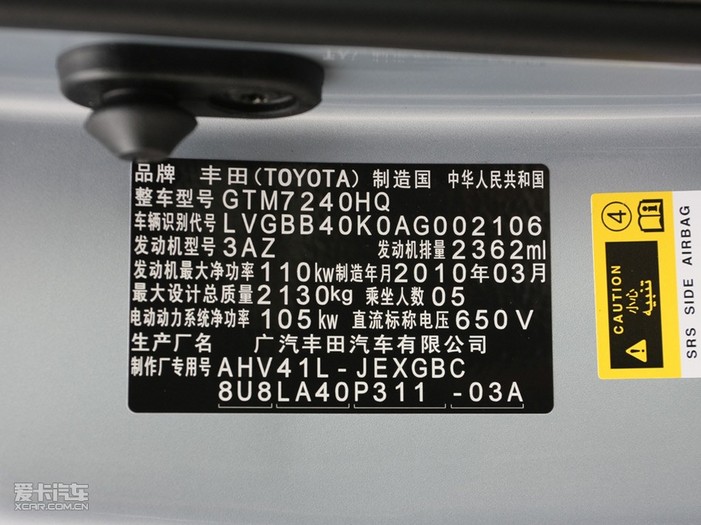 品牌 丰田(TOYOTA) 制造国 中华人民共和国
整车型号 GTM7240HQ
车辆识别代号 LVGBB40K0AG002106
发动机型号 3AZ 发动机排量 2362ml
发动机最大净功率 110kw 制造年月 2010年03月
最大设计总质量 2130kg 乘坐人数 05
电动动力系统净功率 105kw 直流标称电压 650V
生产厂名 广汽丰田汽车有限公司
制作厂专用号 AHV41L-JEXGBC
8U8LA40P311 -03A
4
CAUTION
小心
تنبيه
SRS SIDE AIRBAG
爱卡汽车
XCAR.COM.CN